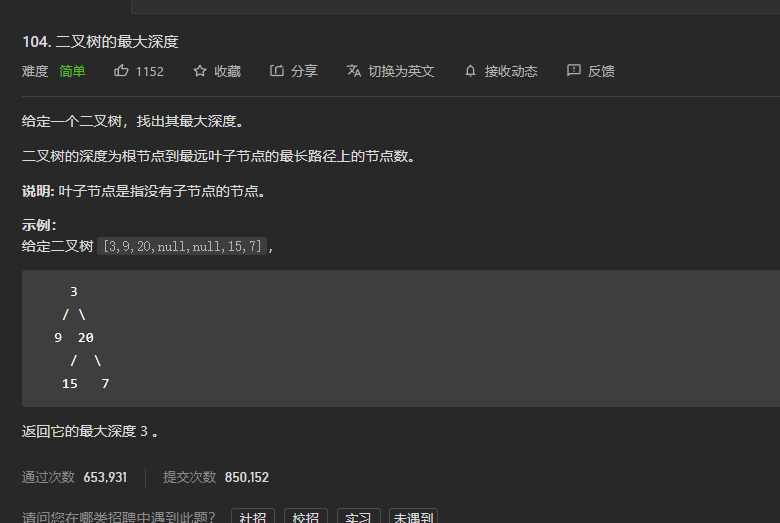 104. 二叉树的最大深度
难度 简单 1152 收藏 分享 切换为英文 接收动态 反馈
给定一个二叉树，找出其最大深度。
二叉树的深度为根节点到最远叶子节点的最长路径上的节点数。
说明: 叶子节点是指没有子节点的节点。
示例：
给定二叉树 [3,9,20,null,null,15,7]，
3
/ \
9 20
/ \
15 7
返回它的最大深度 3 。
通过次数 653,931 提交次数 850,152
请问您在哪类招聘中遇到此题？ 社招 校招 实习 未遇到